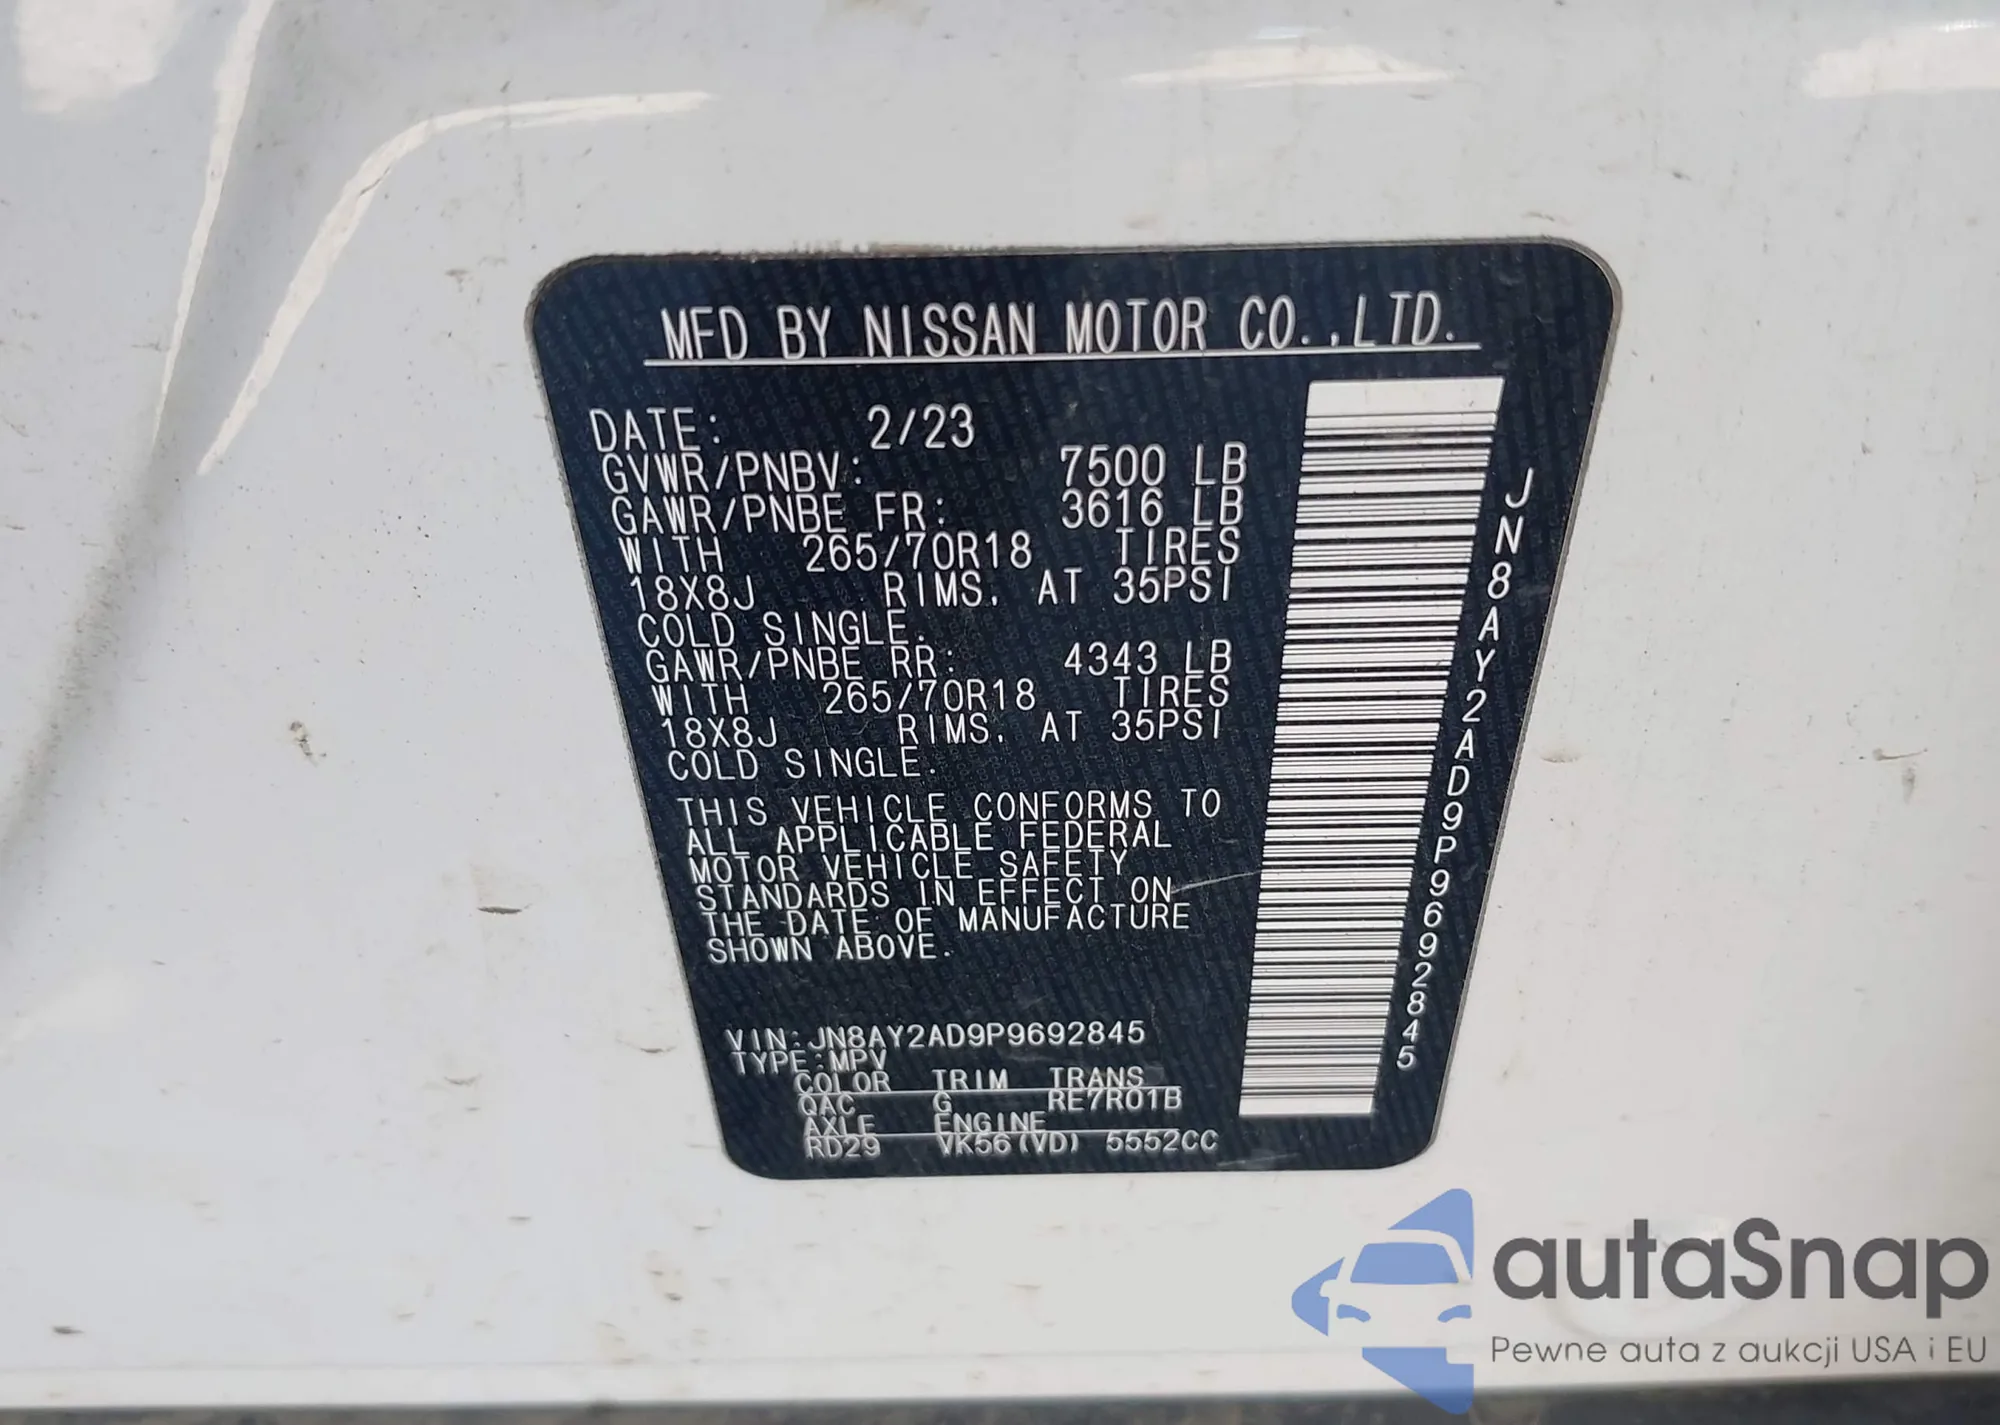 MFD BY NISSAN MOTOR CO.,LTD.
DATE: 2/23
GVWR/PNBV: 7500 LB
GAWR/PNBE FR: 3616 LB
WITH 265/70R18 TIRES
18X8J RIMS. AT 35PSI
COLD SINGLE.
GAWR/PNBE RR: 4343 LB
WITH 265/70R18 TIRES
18X8J RIMS. AT 35PSI
COLD SINGLE.
THIS VEHICLE CONFORMS TO
ALL APPLICABLE FEDERAL
MOTOR VEHICLE SAFETY
STANDARDS IN EFFECT ON
THE DATE OF MANUFACTURE
SHOWN ABOVE.
VIN:JN8AY2AD9P9692845
TYPE:MPV
COLOR TRIM TRANS
QAC G RE7R01B
AXLE ENGINE
RD29 VK56(VD) 5552CC
JN8AY2AD9P9692845
autaSnap
Pewne auta z aukcji USA i EU